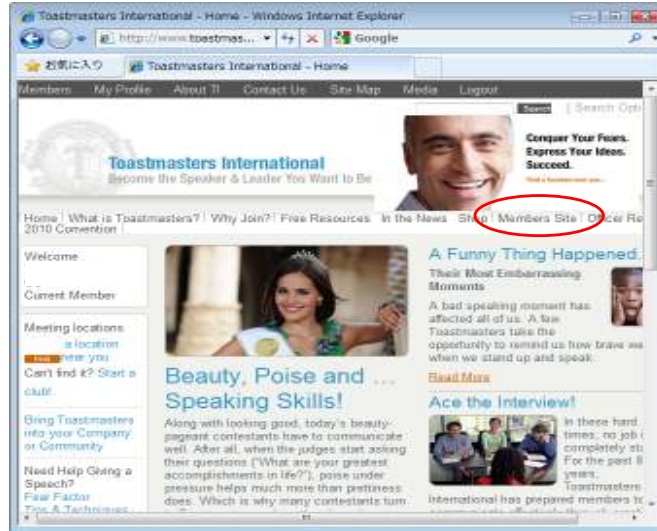 Toastmasters International - Home - Windows Internet Explorer
http://www.toastmas...
Google
お気に入り
Toastmasters International - Home
Members My Profile About TI Contact Us Site Map Media Logout
Search [ Search Opti
Conquer Your Fears.
Express Your Ideas.
Succeed.
Toastmasters International
Become the Speaker & Leader You Want to Be
Home | What is Toastmasters? | Why Join? | Free Resources In the News Shop | Members Site | Officer Re
2010 Convention |
Welcome
Current Member
Meeting locations
a location
near you
Can't find it? Start a
club!
Bring Toastmasters
into your Company
or Community
Need Help Giving a
Speech?
Fear Factor
Tips & Techniques
Beauty, Poise and ...
Speaking Skills!
Along with looking good, today's beauty-
pageant contestants have to communicate
well. After all, when the judges start asking
their questions ("What are your greatest
accomplishments in life?"), poise under
pressure helps much more than prettiness
does. Which is why many contestants turn
A Funny Thing Happened.
Their Most Embarrassing
Moments
A bad speaking moment has
affected all of us. A few
Toastmasters take the
opportunity to remind us how brave we
when we stand up and speak.
Read More
Ace the Interview!
In these hard
times, no job i
completely sta
For the past 8
years,
Toastmasters
International has prepared members to